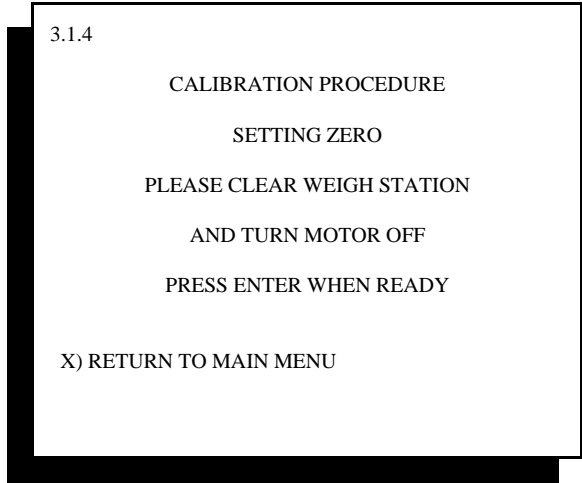 3.1.4
CALIBRATION PROCEDURE
SETTING ZERO
PLEASE CLEAR WEIGH STATION
AND TURN MOTOR OFF
PRESS ENTER WHEN READY
X) RETURN TO MAIN MENU